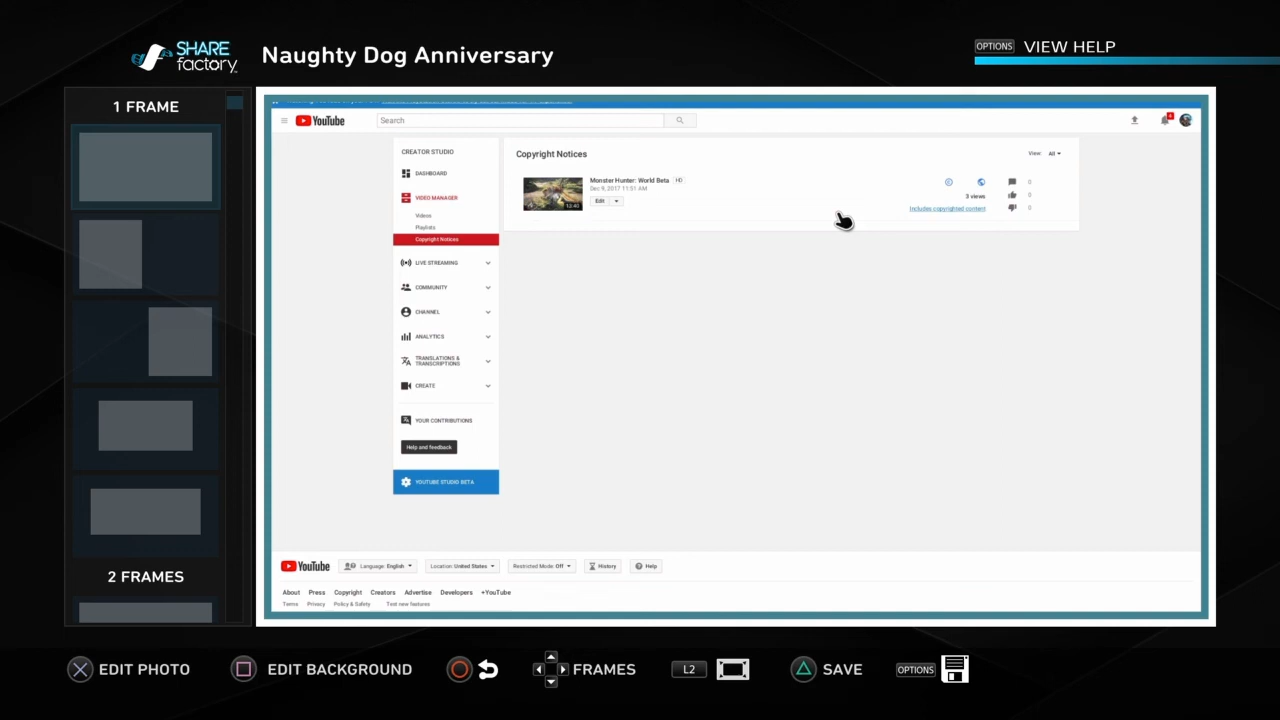 SHARE
factory
Naughty Dog Anniversary
OPTIONS VIEW HELP
1 FRAME
2 FRAMES
YouTube
Search
4
CREATOR STUDIO
DASHBOARD
VIDEO MANAGER
Videos
Playlists
Copyright Notices
LIVE STREAMING
COMMUNITY
CHANNEL
ANALYTICS
TRANSLATIONS &
TRANSCRIPTIONS
CREATE
YOUR CONTRIBUTIONS
Help and feedback
YOUTUBE STUDIO BETA
Copyright Notices
View: All
Monster Hunter: World Beta HD
Dec 9, 2017 11:51 AM
Edit
3 views
Includes copyrighted content
0
0
0
YouTube
Language: English
Location: United States
Restricted Mode: Off
History
Help
About Press Copyright Creators Advertise Developers +YouTube
Terms Privacy Policy & Safety Test new features
EDIT PHOTO
EDIT BACKGROUND
FRAMES
L2
SAVE
OPTIONS